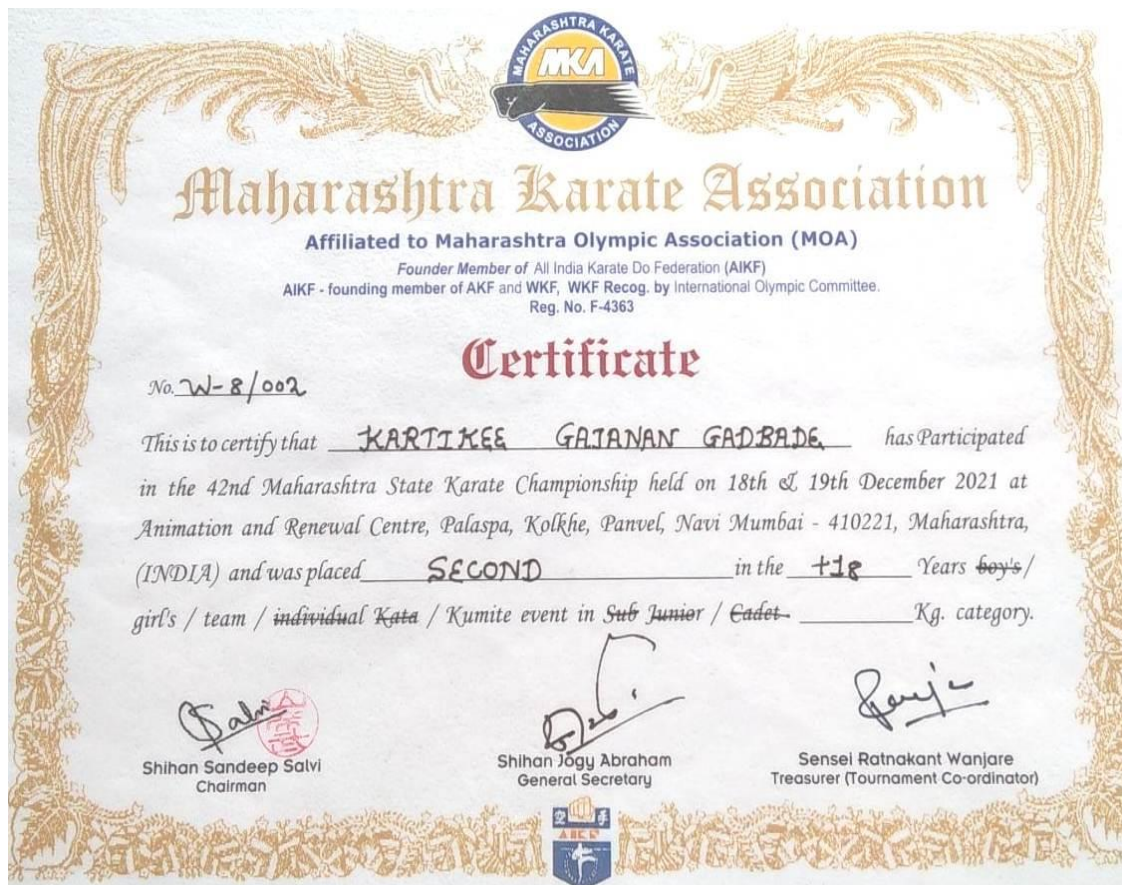 MAHARASHTRA KARATE
MKA
ASSOCIATION
Maharashtra Karate Association
Affiliated to Maharashtra Olympic Association (MOA)
Founder Member of All India Karate Do Federation (AIKF)
AIKF - founding member of AKF and WKF, WKF Recog. by International Olympic Committee.
Reg. No. F-4363
Certificate
No. W-8/002
This is to certify that KARTIKEE GAJANAN GADBADE has Participated
in the 42nd Maharashtra State Karate Championship held on 18th & 19th December 2021 at
Animation and Renewal Centre, Palaspa, Kolkhe, Panvel, Navi Mumbai - 410221, Maharashtra,
(INDIA) and was placed SECOND in the +18 Years boy's /
girl's / team / individual Kata / Kumite event in Sub Junior / Cadet Kg. category.
Shihan Sandeep Salvi
Chairman
Shihan Jogy Abraham
General Secretary
Sensei Ratnakant Wanjare
Treasurer (Tournament Co-ordinator)
空 手
AIKF